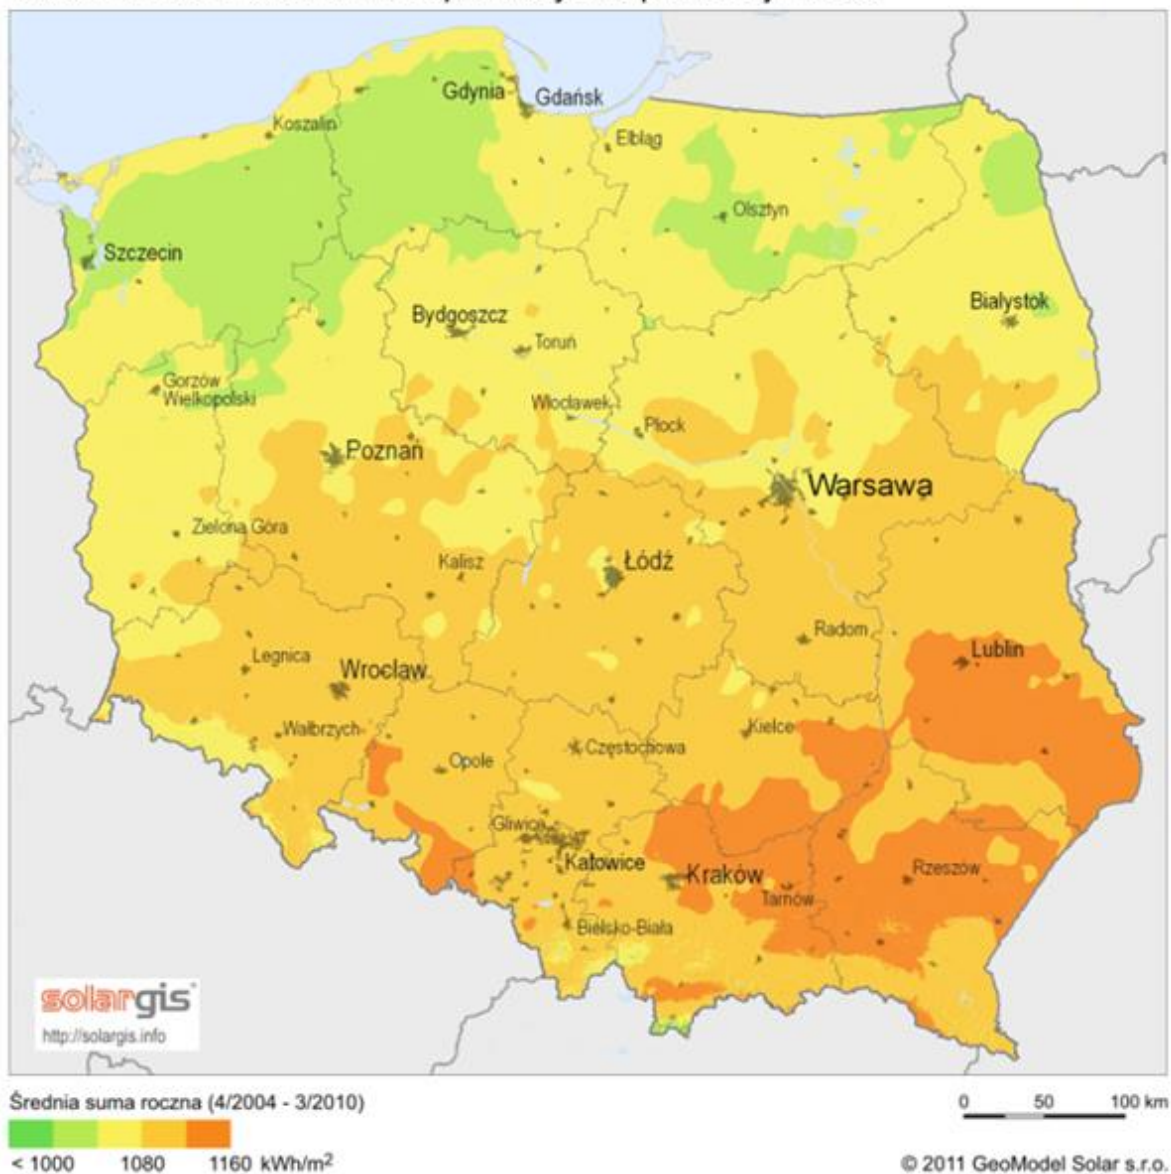 Gdynia
Gdańsk
Koszalin
Elbląg
Olsztyn
Szczecin
Białystok
Bydgoszcz
Toruń
Gorzów
Wielkopolski
Włocławek
Płock
Poznań
Warsawa
Zielona Góra
Kalisz
Łódź
Radom
Legnica
Wrocław
Lublin
Wałbrzych
Kielce
Opole
Częstochowa
Gliwice
Katowice
Kraków
Rzeszów
Tarnów
Bielsko-Biała
solargis
http://solargis.info
Średnia suma roczna (4/2004 - 3/2010)
0 50 100 km
< 1000 1080 1160 kWh/m²
© 2011 GeoModel Solar s.r.o.